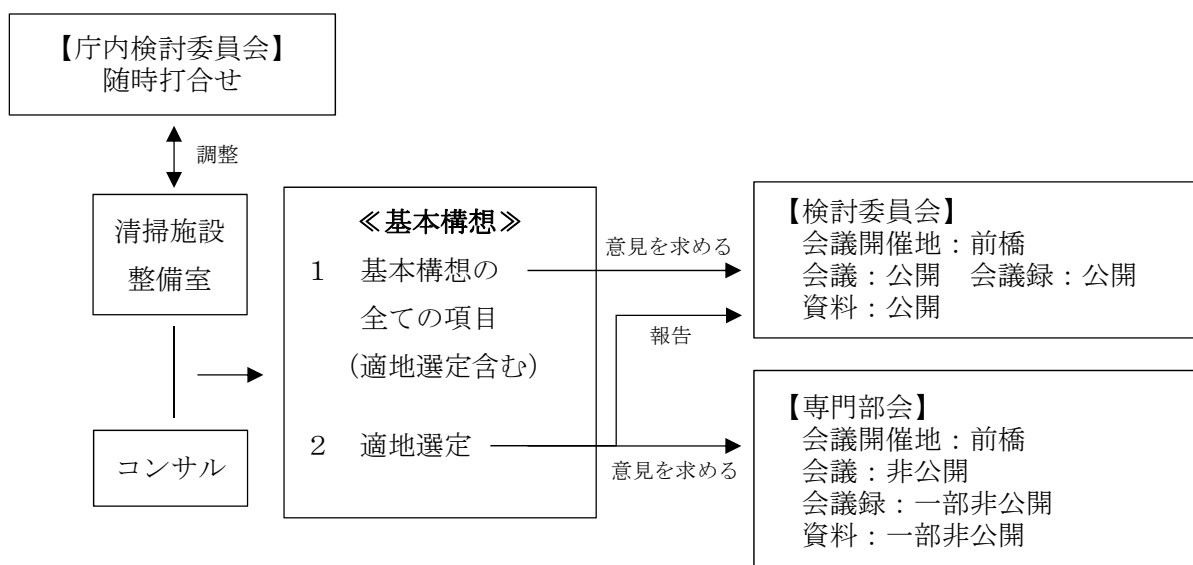 【庁内検討委員会】
随時打合せ
調整
清掃施設
整備室
コンサル
≪基本構想≫
1 基本構想の
全ての項目
(適地選定含む)
2 適地選定
意見を求める
報告
意見を求める
【検討委員会】
会議開催地：前橋
会議：公開　会議録：公開
資料：公開
【専門部会】
会議開催地：前橋
会議：非公開
会議録：一部非公開
資料：一部非公開